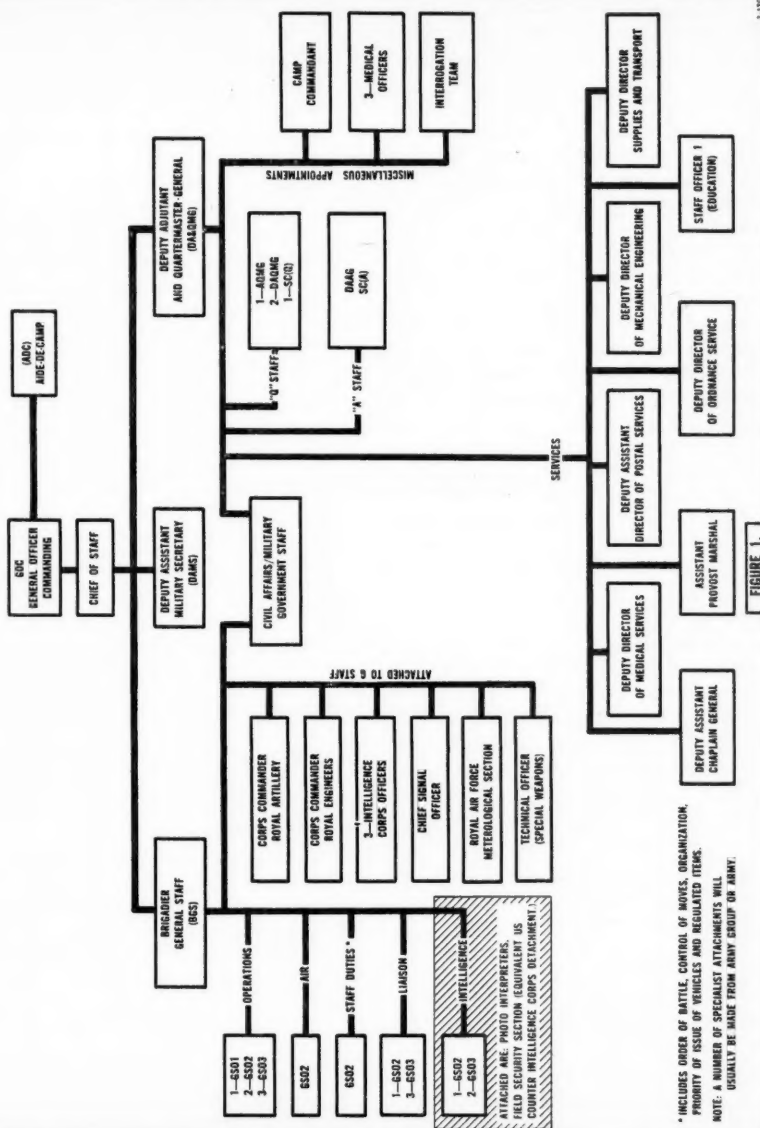 GOC
GENERAL OFFICER
COMMANDING
(ADC)
AIDE-DE-CAMP
CHIEF OF STAFF
BRIGADIER
GENERAL STAFF
(BGS)
DEPUTY ASSISTANT
MILITARY SECRETARY
(DAMS)
DEPUTY ADJUTANT
AND QUARTERMASTER-GENERAL
(DA&QMG)
OPERATIONS
1—GSO1
2—GSO2
3—GSO3
AIR
GSO2
STAFF DUTIES *
GSO2
LIAISON
1—GSO2
3—GSO3
INTELLIGENCE
1—GSO2
2—GSO3
ATTACHED ARE: PHOTO INTERPRETERS,
FIELD SECURITY SECTION (EQUIVALENT US
COUNTER INTELLIGENCE CORPS DETACHMENT.)
ATTACHED TO G STAFF
CORPS COMMANDER
ROYAL ARTILLERY
CORPS COMMANDER
ROYAL ENGINEERS
3—INTELLIGENCE
CORPS OFFICERS
CHIEF SIGNAL
OFFICER
ROYAL AIR FORCE
METEROLOGICAL SECTION
TECHNICAL OFFICER
(SPECIAL WEAPONS)
CIVIL AFFAIRS/MILITARY
GOVERNMENT STAFF
"Q" STAFF
1—AQMG
2—DAQMG
1—SC(Q)
"A" STAFF
DAAG
SC(A)
MISCELLANEOUS
APPOINTMENTS
CAMP
COMMANDANT
3—MEDICAL
OFFICERS
INTERROGATION
TEAM
SERVICES
DEPUTY DIRECTOR
OF MEDICAL SERVICES
DEPUTY ASSISTANT
DIRECTOR OF POSTAL SERVICES
DEPUTY DIRECTOR
OF MECHANICAL ENGINEERING
DEPUTY DIRECTOR
SUPPLIES AND TRANSPORT
DEPUTY ASSISTANT
CHAPLAIN GENERAL
ASSISTANT
PROVOST MARSHAL
DEPUTY DIRECTOR
OF ORDNANCE SERVICE
STAFF OFFICER 1
(EDUCATION)
* INCLUDES ORDER OF BATTLE, CONTROL OF MOVES, ORGANIZATION,
PRIORITY OF ISSUE OF VEHICLES AND REGULATED ITEMS.
NOTE: A NUMBER OF SPECIALIST ATTACHMENTS WILL
USUALLY BE MADE FROM ARMY GROUP OR ARMY.
FIGURE 1.